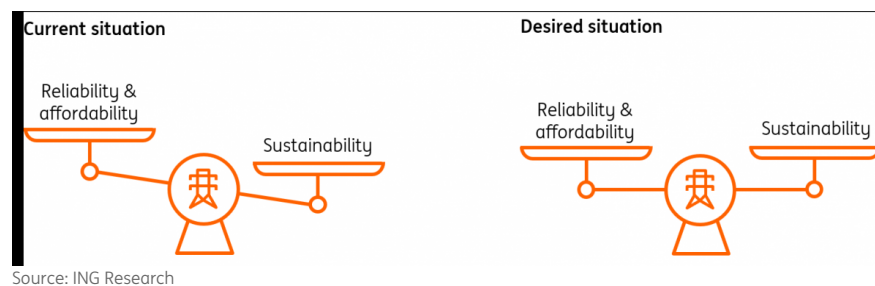 Current situation
Desired situation
Reliability &
affordability
Sustainability
Reliability &
affordability
Sustainability
Source: ING Research